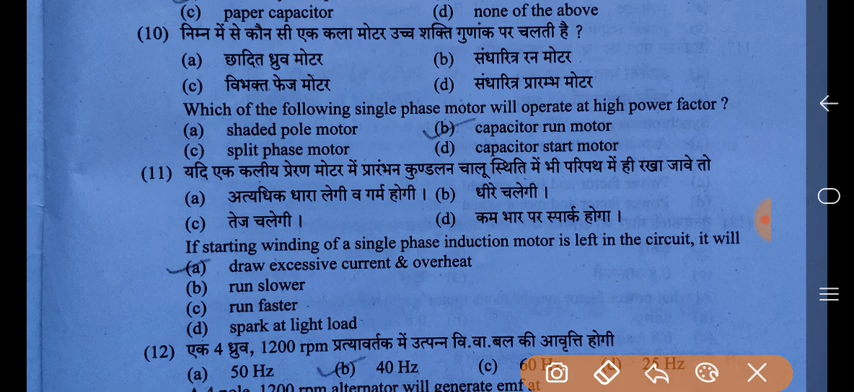 (c) paper capacitor (d) none of the above
(10) निम्न में से कौन सी एक कला मोटर उच्च शक्ति गुणांक पर चलती है ?
(a) छादित ध्रुव मोटर (b) संधारित्र रन मोटर
(c) विभक्त फेज मोटर (d) संधारित्र प्रारम्भ मोटर
Which of the following single phase motor will operate at high power factor ?
(a) shaded pole motor (b) capacitor run motor
(c) split phase motor (d) capacitor start motor
(11) यदि एक कलीय प्रेरण मोटर में प्रारंभन कुण्डलन चालू स्थिति में भी परिपथ में ही रखा जावे तो
(a) अत्यधिक धारा लेगी व गर्म होगी । (b) धीरे चलेगी ।
(c) तेज चलेगी । (d) कम भार पर स्पार्क होगा ।
If starting winding of a single phase induction motor is left in the circuit, it will
(a) draw excessive current & overheat
(b) run slower
(c) run faster
(d) spark at light load
(12) एक 4 ध्रुव, 1200 rpm प्रत्यावर्तक में उत्पन्न वि.वा.बल की आवृत्ति होगी
(a) 50 Hz (b) 40 Hz (c) 60 H (d) 25 Hz
A 4 pole, 1200 rpm alternator will generate emf at